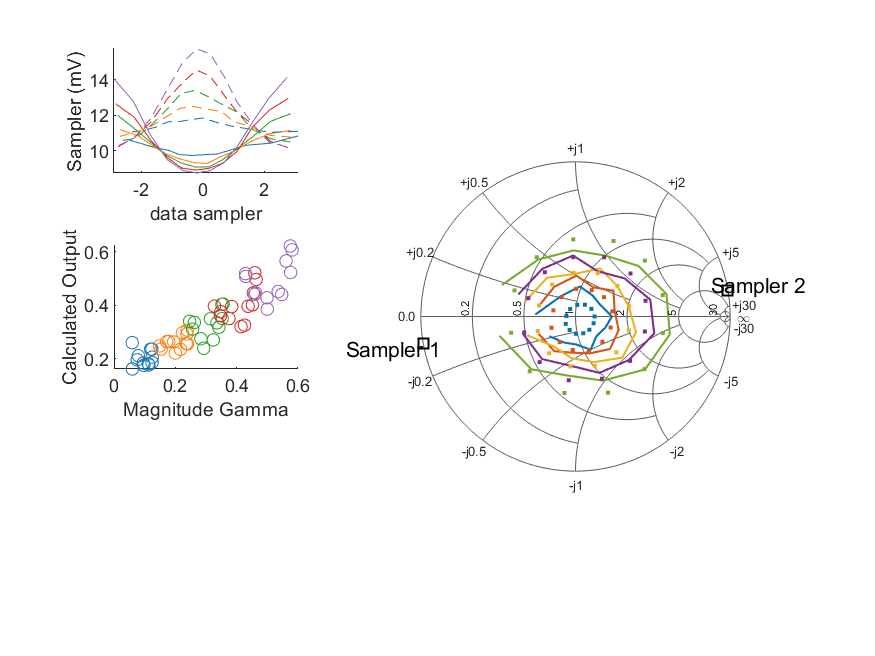 Sampler (mV)
14
12
10
-2
0
2
data sampler
Calculated Output
0.6
0.4
0.2
0
0.2
0.4
0.6
Magnitude Gamma
+j1
+j0.5
+j2
+j0.2
+j5
Sampler 2
+j30
0.0
0.2
0.5
1
2
5
30
∞
-j30
Sampler 1
-j0.2
-j5
-j0.5
-j2
-j1